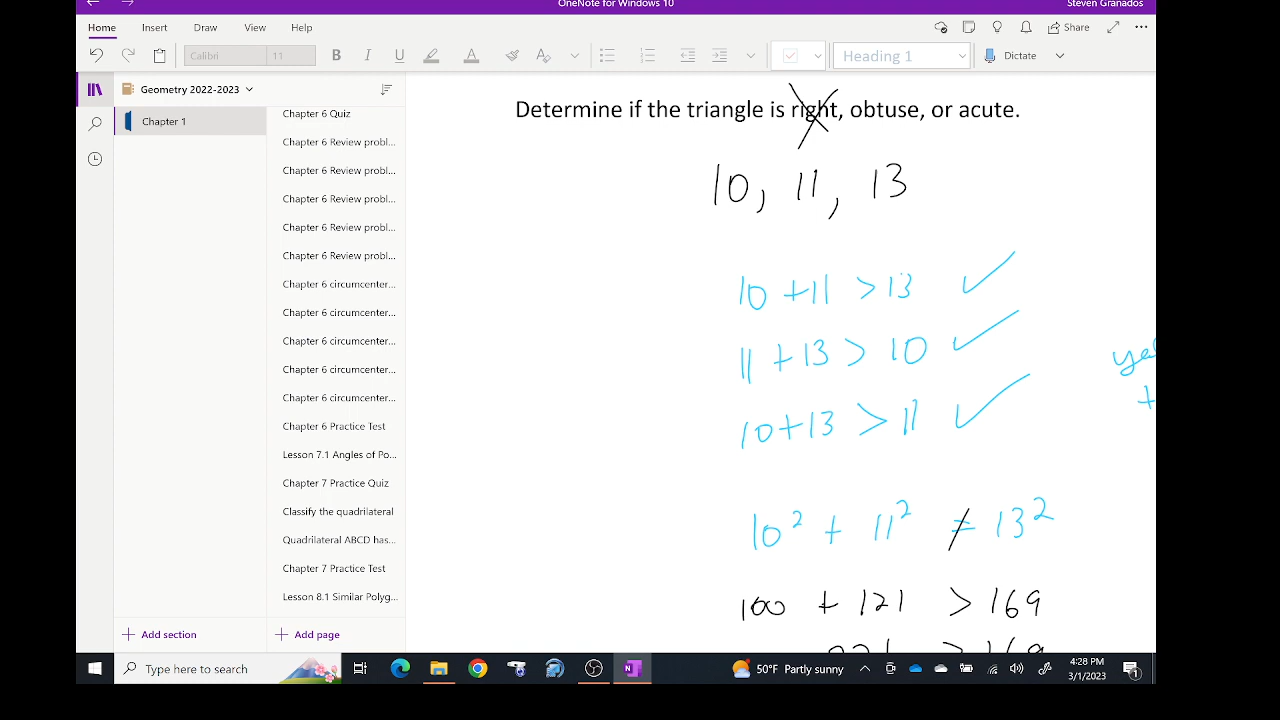 OneNote for Windows 10
Steven Granados
Home Insert Draw View Help
Share
Calibri 11 B I U A Heading 1 Dictate
Geometry 2022-2023
Chapter 1
Chapter 6 Quiz
Chapter 6 Review probl...
Chapter 6 Review probl...
Chapter 6 Review probl...
Chapter 6 Review probl...
Chapter 6 Review probl...
Chapter 6 circumcenter...
Chapter 6 circumcenter...
Chapter 6 circumcenter...
Chapter 6 circumcenter...
Chapter 6 circumcenter...
Chapter 6 Practice Test
Lesson 7.1 Angles of Po...
Chapter 7 Practice Quiz
Classify the quadrilateral
Quadrilateral ABCD has...
Chapter 7 Practice Test
Lesson 8.1 Similar Polyg...
+ Add section
+ Add page
Determine if the triangle is right, obtuse, or acute.
10, 11, 13
10 + 11 > 13 ✓
11 + 13 > 10 ✓
10 + 13 > 11 ✓
10² + 11² ≠ 13²
100 + 121 > 169
221 > 169
Type here to search
50°F Partly sunny
4:28 PM
3/1/2023